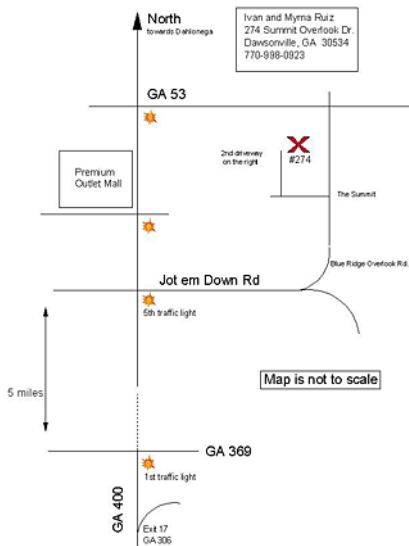 North
towards Dahlonega
Ivan and Myrna Ruiz
274 Summit Overlook Dr.
Dawsonville, GA 30534
770-998-0923
GA 53
2nd driveway
on the right
#274
Premium
Outlet Mall
The Summit
Blue Ridge Overlook Rd.
Jot em Down Rd
5th traffic light
Map is not to scale
5 miles
GA 369
1st traffic light
GA 400
Exit 17
GA306